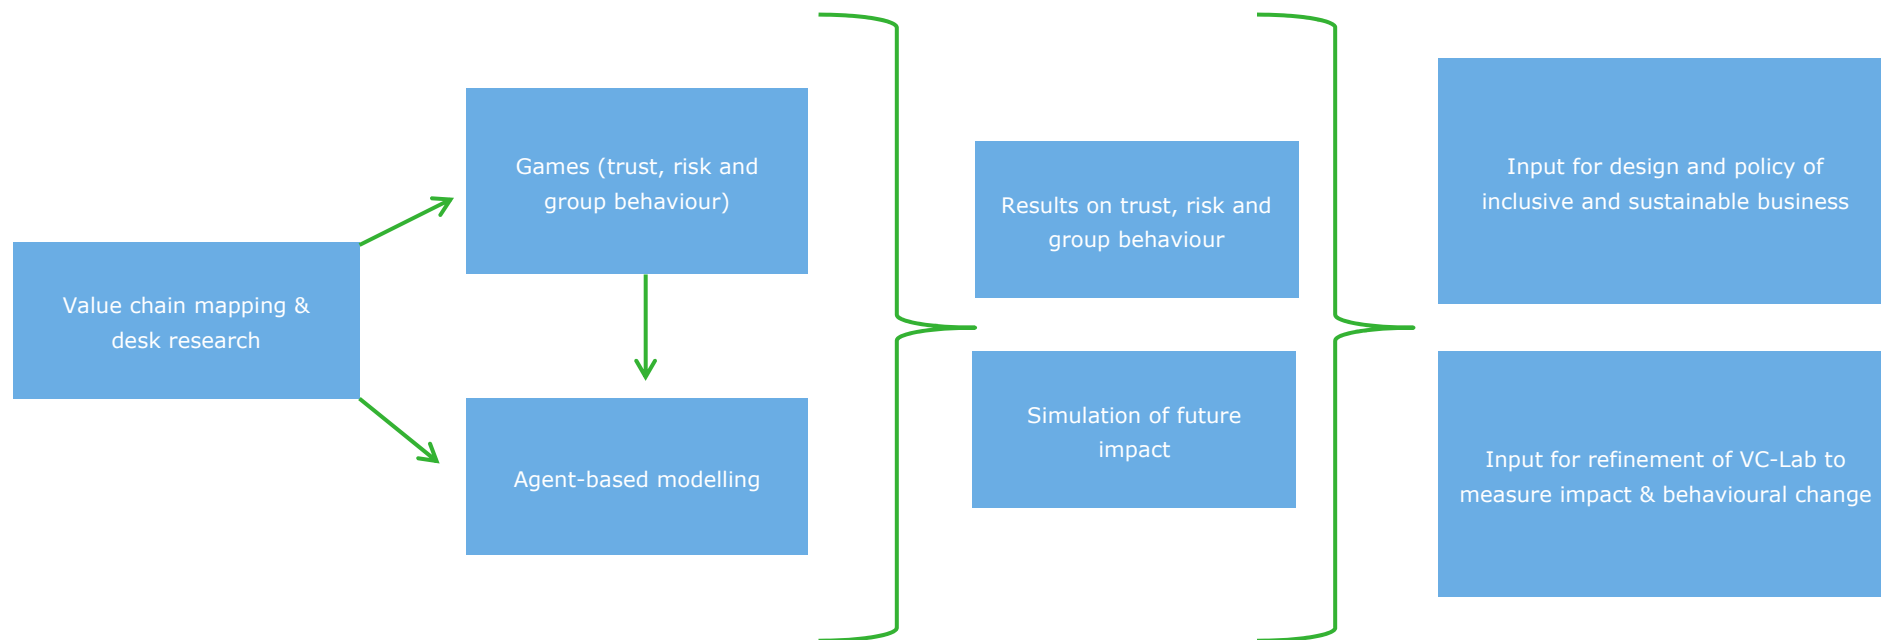 Value chain mapping &
desk research
Games (trust, risk and
group behaviour)
Agent-based modelling
Results on trust, risk and
group behaviour
Simulation of future
impact
Input for design and policy of
inclusive and sustainable business
Input for refinement of VC-Lab to
measure impact & behavioural change